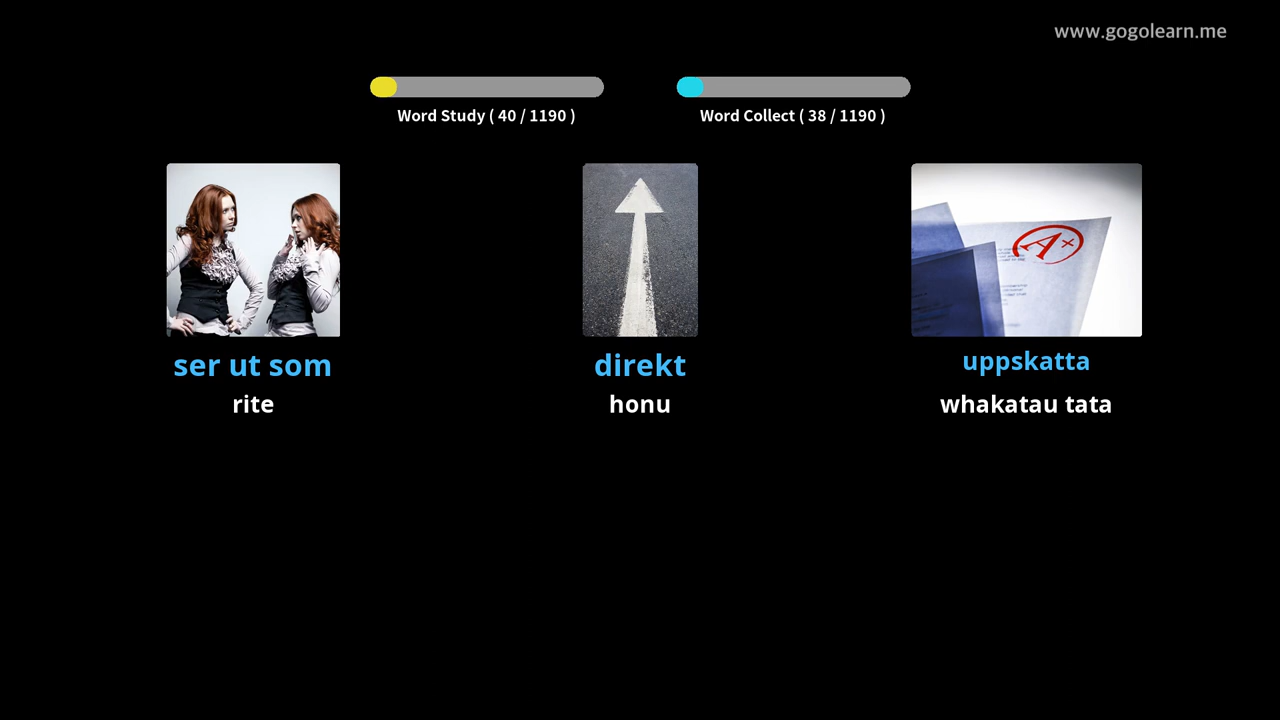 www.gogolearn.me
Word Study ( 40 / 1190 )
Word Collect ( 38 / 1190 )
A+
ser ut som
direkt
uppskatta
rite
honu
whakatau tata